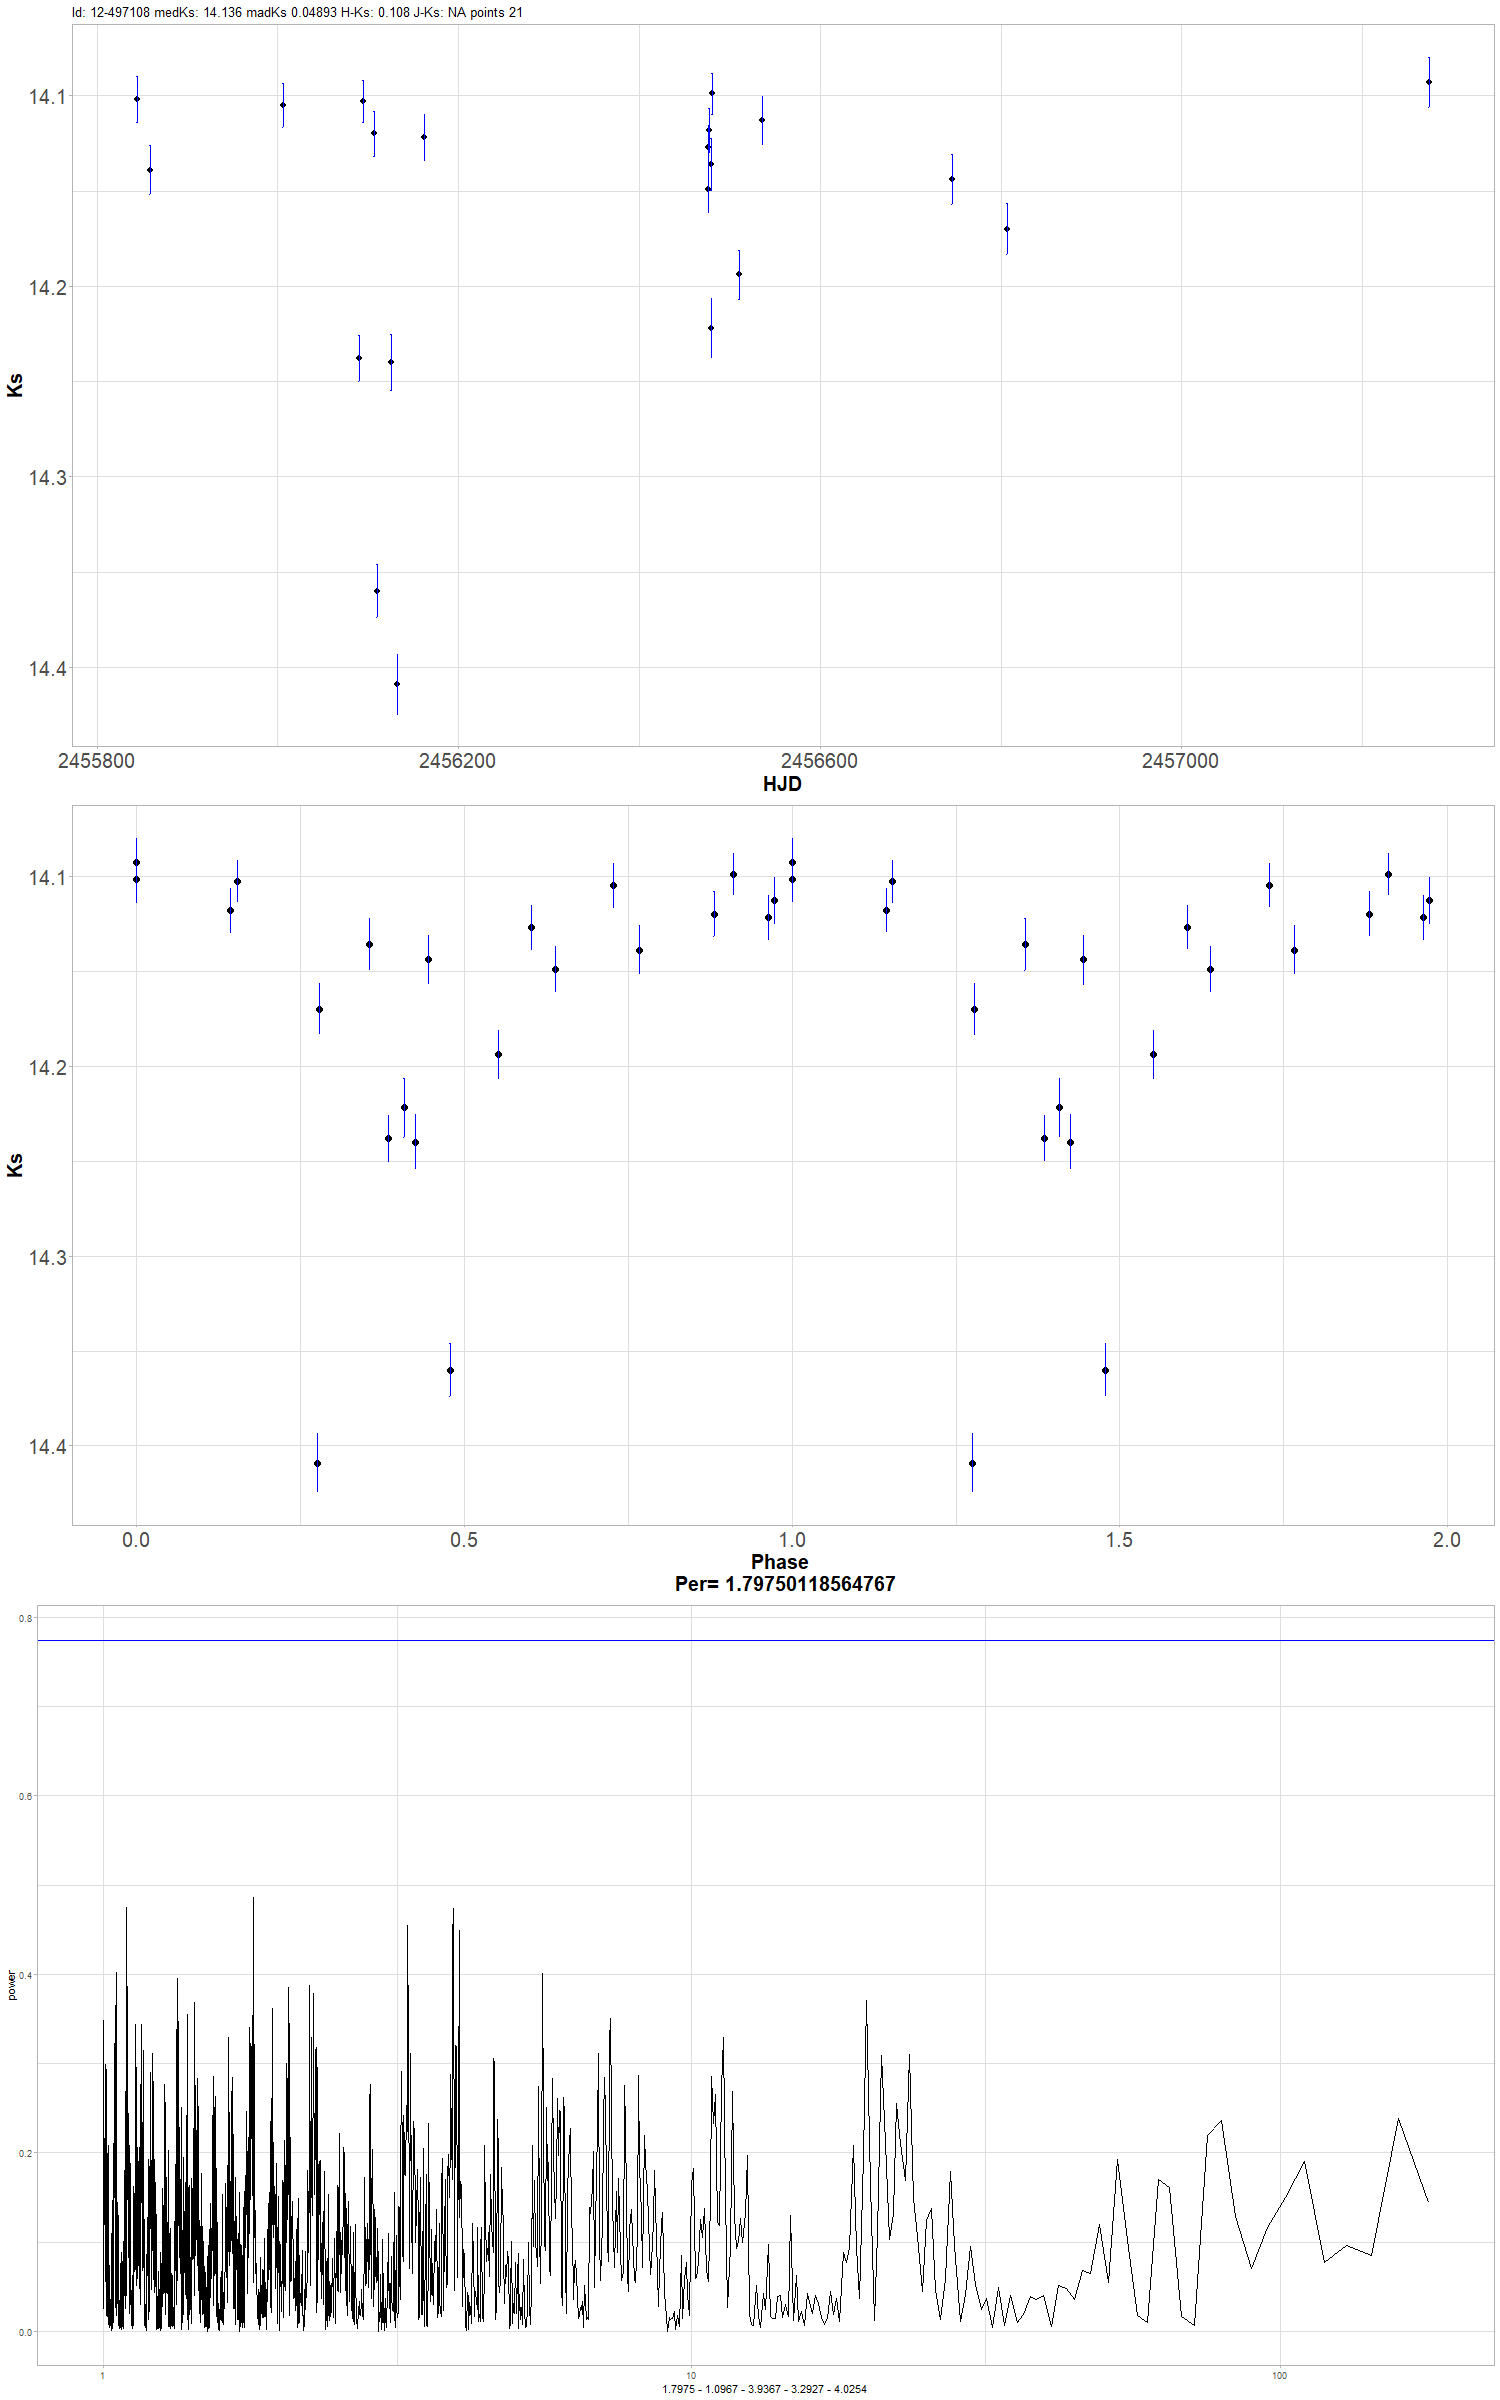 Id: 12-497108 medKs: 14.136 madKs 0.04893 H-Ks: 0.108 J-Ks: NA points 21
14.1
14.2
14.3
14.4
Ks
2455800 2456200 2456600 2457000
HJD
14.1
14.2
14.3
14.4
Ks
0.0 0.5 1.0 1.5 2.0
Phase
Per= 1.79750118564767
0.8
0.6
0.4
0.2
0.0
power
1 10 100
1.7975 - 1.0967 - 3.9367 - 3.2927 - 4.0254